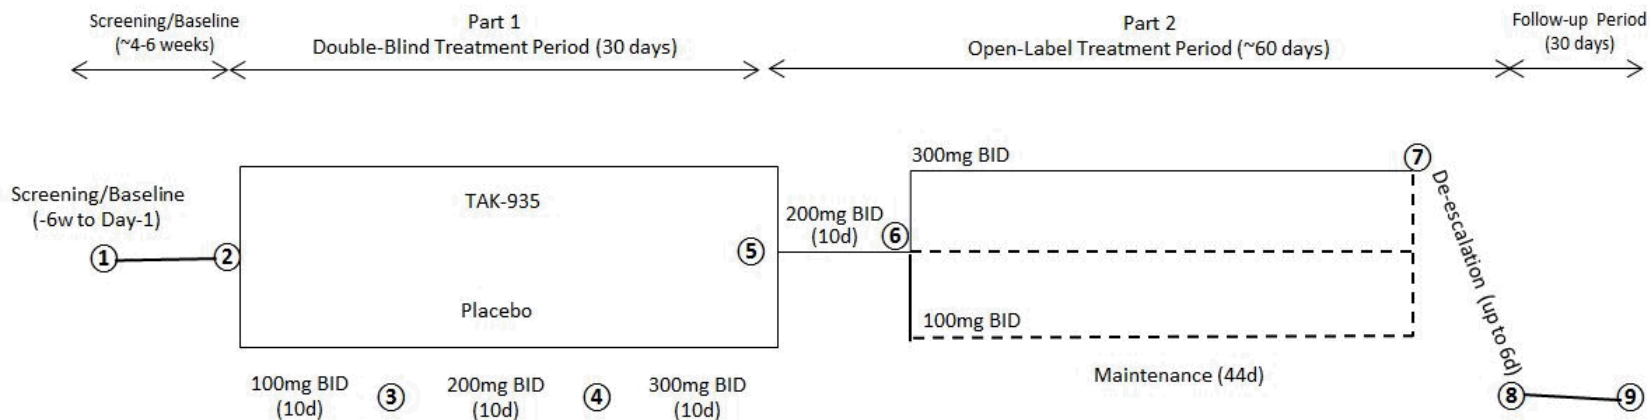 Screening/Baseline
(~4-6 weeks)
Part 1
Double-Blind Treatment Period (30 days)
Part 2
Open-Label Treatment Period (~60 days)
Follow-up Period
(30 days)
Screening/Baseline
(-6w to Day-1)
1
2
TAK-935
Placebo
5
100mg BID
(10d)
3
200mg BID
(10d)
4
300mg BID
(10d)
200mg BID
(10d)
6
300mg BID
100mg BID
Maintenance (44d)
7
De-escalation (up to 6d)
8
9